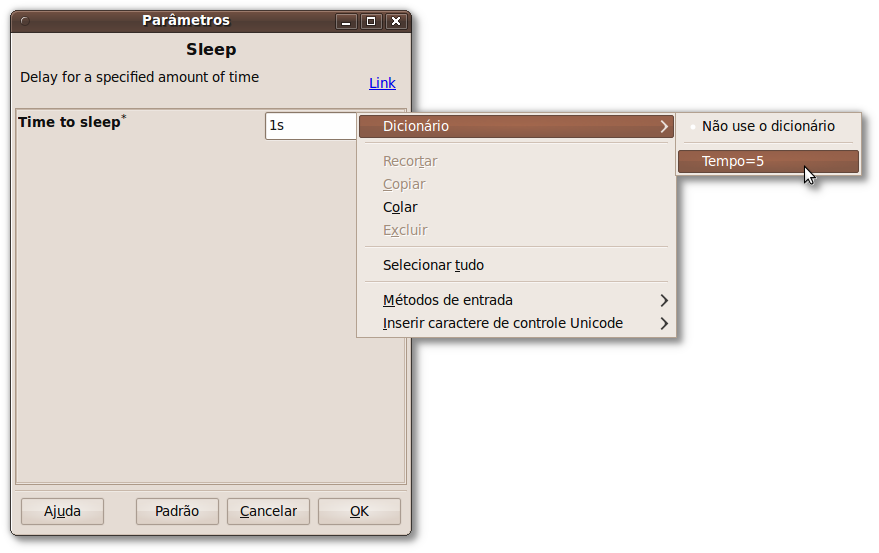 Parâmetros
Sleep
Delay for a specified amount of time
Link
Time to sleep*
1s
Dicionário
Recortar
Copiar
Colar
Excluir
Selecionar tudo
Métodos de entrada
Inserir caractere de controle Unicode
Não use o dicionário
Tempo=5
Ajuda
Padrão
Cancelar
OK